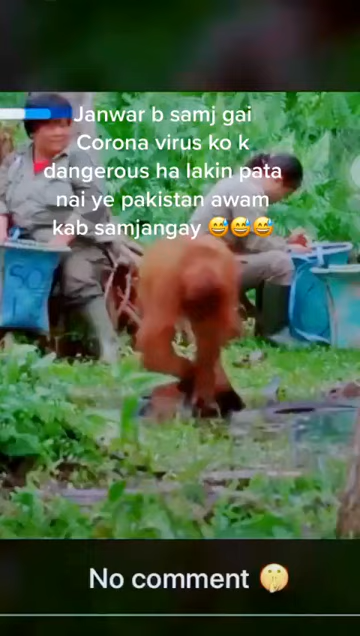 Janwar b samj gai
Corona virus ko k
dangerous ha lakin pata
nai ye pakistan awam
kab samjangay 😅😅😅
No comment 🤫